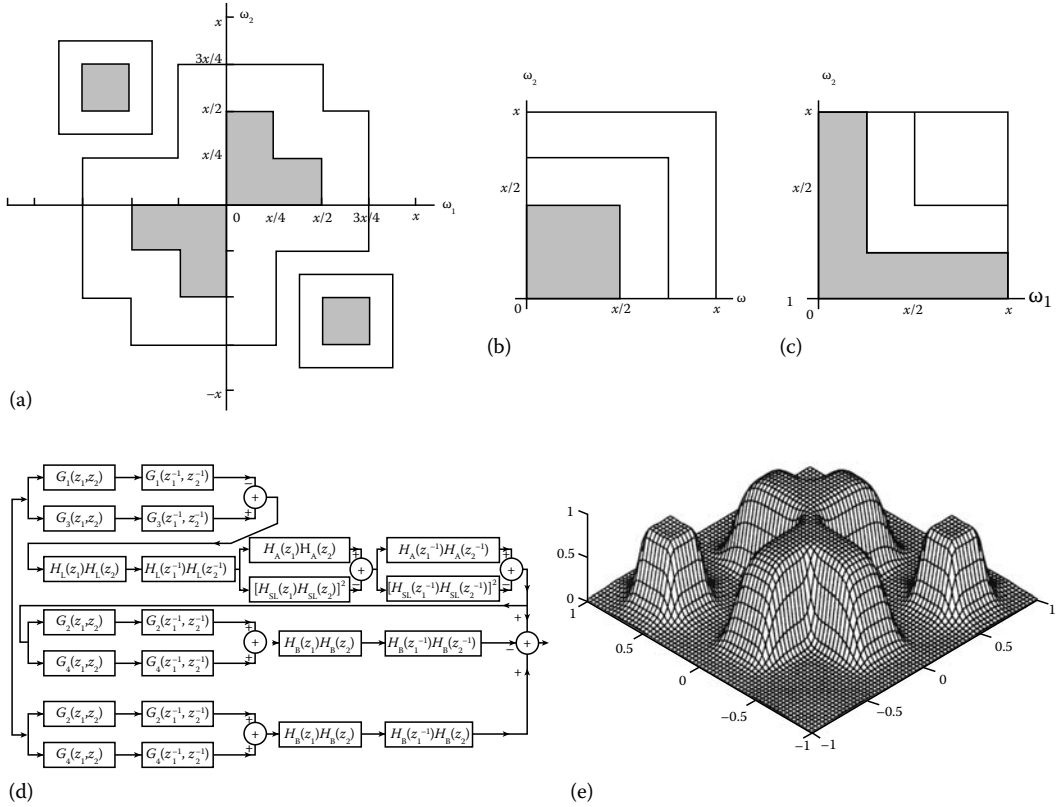 x
ω2
3x/4
x/2
x/4
0
x/4
x/2
3x/4
x
ω1
−x
(a)
ω2
x
x/2
0
x/2
x
ω
(b)
ω2
x
x/2
1
0
x/2
x
ω1
(c)
G1(z1,z2) G1(z1−1, z2−1) −
+
G3(z1,z2) G3(z1−1, z2−1) +
HL(z1)HL(z2) HL(z1−1)HL(z2−1)
HA(z1)HA(z2) + HA(z1−1)HA(z2−1) +
+ +
[HSL(z1)HSL(z2)]2 − [HSL(z1−1)HSL(z2−1)]2 −
G2(z1,z2) G2(z1−1, z2−1) + +
+ HB(z1)HB(z2) HB(z1−1)HB(z2−1) − +
G4(z1,z2) G4(z1−1, z2−1) + +
G2(z1,z2) G2(z1−1, z2−1) +
+ HB(z1)HB(z2) HB(z1−1)HB(z2)
G4(z1,z2) G4(z1−1, z2−1) +
(d)
1
0.5
0
1
0.5
0
−0.5
−1
−1
−0.5
0
0.5
1
(e)